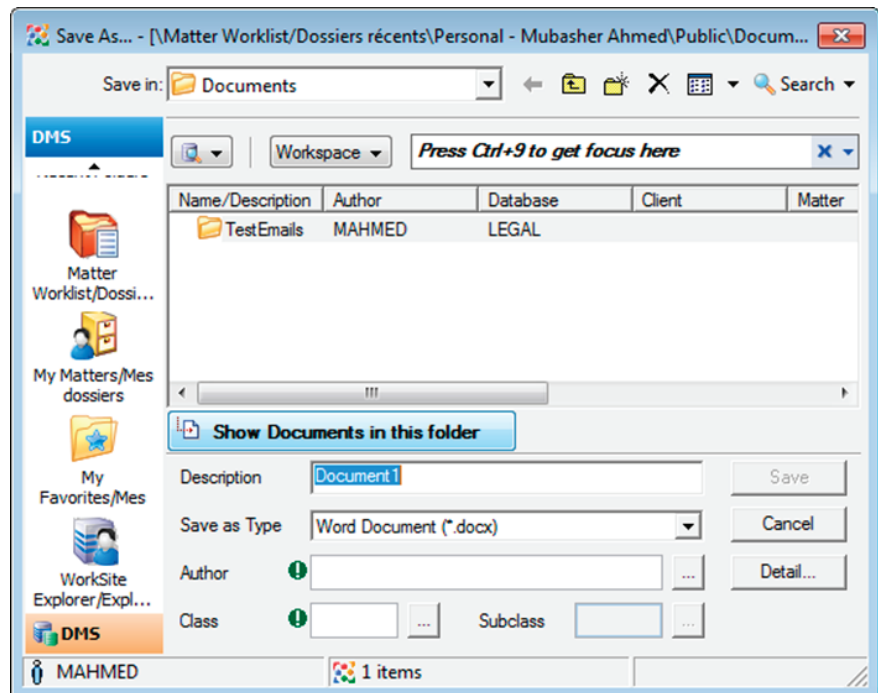 Save As... - [\Matter Worklist/Dossiers récents\Personal - Mubasher Ahmed\Public\Docum...
Save in: Documents Search
DMS
Workspace Press Ctrl+9 to get focus here
Name/Description Author Database Client Matter
TestEmails MAHMED LEGAL
Matter
Worklist/Dossi...
My Matters/Mes
dossiers
Show Documents in this folder
My
Favorites/Mes
Description Document1 Save
Save as Type Word Document (*.docx) Cancel
WorkSite
Explorer/Expl...
Author ... Detail...
Class ... Subclass ...
DMS
MAHMED 1 items